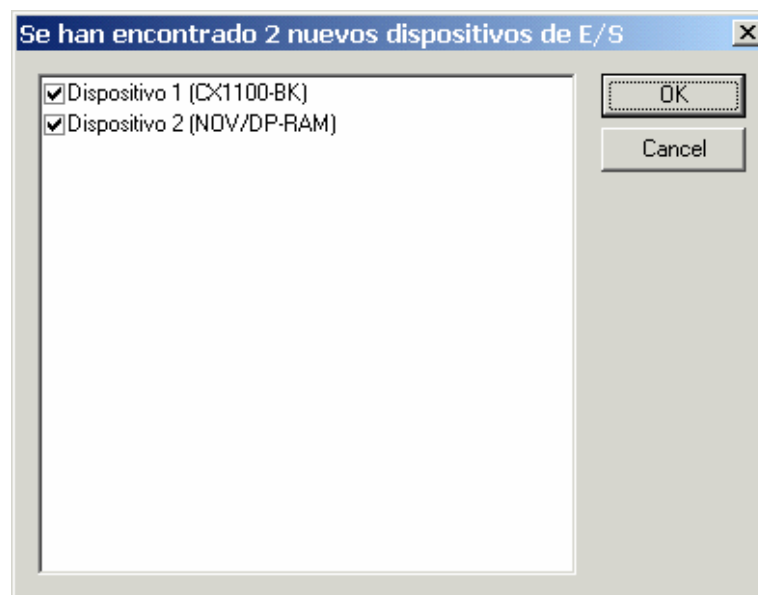 Se han encontrado 2 nuevos dispositivos de E/S
Dispositivo 1 (CX1100-BK)
Dispositivo 2 (NOV/DP-RAM)
OK
Cancel